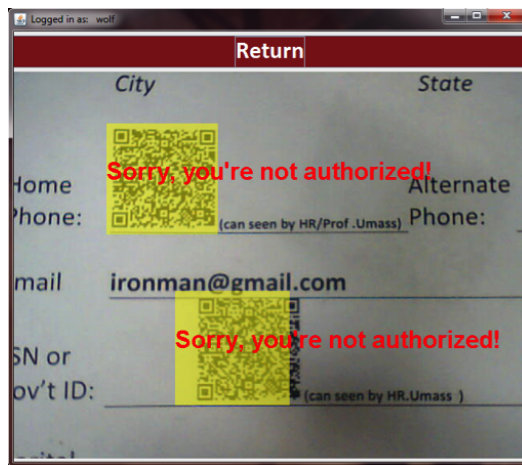 Logged in as: wolf
Return
City State
Sorry, you're not authorized!
Home Alternate
Phone: (can seen by HR/Prof .Umass) Phone:
mail ironman@gmail.com
Sorry, you're not authorized!
SN or
ov't ID: (can seen by HR.Umass )